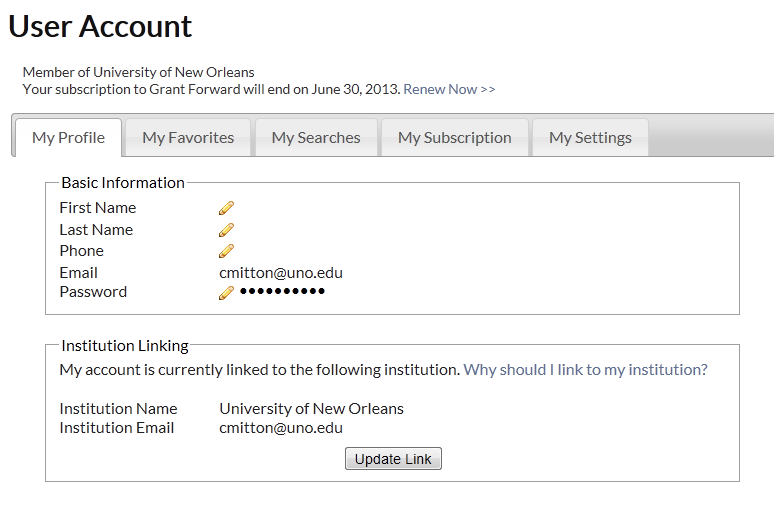 User Account
Member of University of New Orleans
Your subscription to Grant Forward will end on June 30, 2013. Renew Now >>
My Profile My Favorites My Searches My Subscription My Settings
Basic Information
First Name
Last Name
Phone
Email cmitton@uno.edu
Password ••••••••••
Institution Linking
My account is currently linked to the following institution. Why should I link to my institution?
Institution Name University of New Orleans
Institution Email cmitton@uno.edu
Update Link